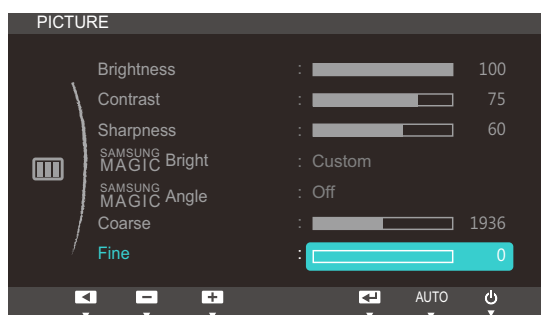 PICTURE
Brightness : 100
Contrast : 75
Sharpness : 60
SAMSUNG MAGIC Bright : Custom
SAMSUNG MAGIC Angle : Off
Coarse : 1936
Fine : 0
AUTO